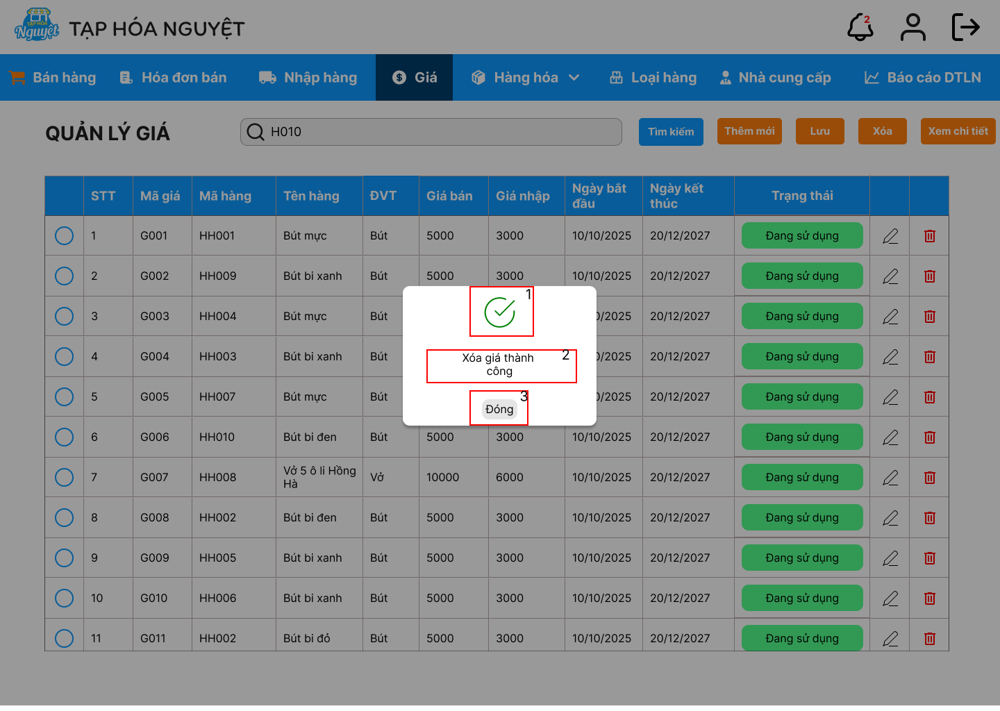 TẠP HÓA
Nguyệt
TẠP HÓA NGUYỆT
2
Bán hàng
Hóa đơn bán
Nhập hàng
$ Giá
Hàng hóa
Loại hàng
Nhà cung cấp
Báo cáo DTLN
QUẢN LÝ GIÁ
H010
Tìm kiếm
Thêm mới
Lưu
Xóa
Xem chi tiết
STT Mã giá Mã hàng Tên hàng ĐVT Giá bán Giá nhập Ngày bắt đầu Ngày kết thúc Trạng thái
1 G001 HH001 Bút mực Bút 5000 3000 10/10/2025 20/12/2027 Đang sử dụng
2 G002 HH009 Bút bi xanh Bút 5000 3000 10/10/2025 20/12/2027 Đang sử dụng
3 G003 HH004 Bút mực Bút 0/2025 20/12/2027 Đang sử dụng
4 G004 HH003 Bút bi xanh Bút 0/2025 20/12/2027 Đang sử dụng
5 G005 HH007 Bút mực Bút 0/2025 20/12/2027 Đang sử dụng
6 G006 HH010 Bút bi đen Bút 5000 3000 10/10/2025 20/12/2027 Đang sử dụng
7 G007 HH008 Vở 5 ô li Hồng Hà Vở 10000 6000 10/10/2025 20/12/2027 Đang sử dụng
8 G008 HH002 Bút bi đen Bút 5000 3000 10/10/2025 20/12/2027 Đang sử dụng
9 G009 HH005 Bút bi xanh Bút 5000 3000 10/10/2025 20/12/2027 Đang sử dụng
10 G010 HH006 Bút bi xanh Bút 5000 3000 10/10/2025 20/12/2027 Đang sử dụng
11 G011 HH002 Bút bi đỏ Bút 5000 3000 10/10/2025 20/12/2027 Đang sử dụng
1
Xóa giá thành
công
2
Đóng
3